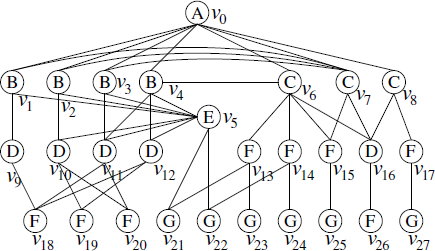 A v0
B B B v3 B C C C
v1 v2 v4 v6 v7 v8
E v5
D D D D F F F D F
v9 v10 v11 v12 v13 v14 v15 v16 v17
F F F G G G G G F G
v18 v19 v20 v21 v22 v23 v24 v25 v26 v27